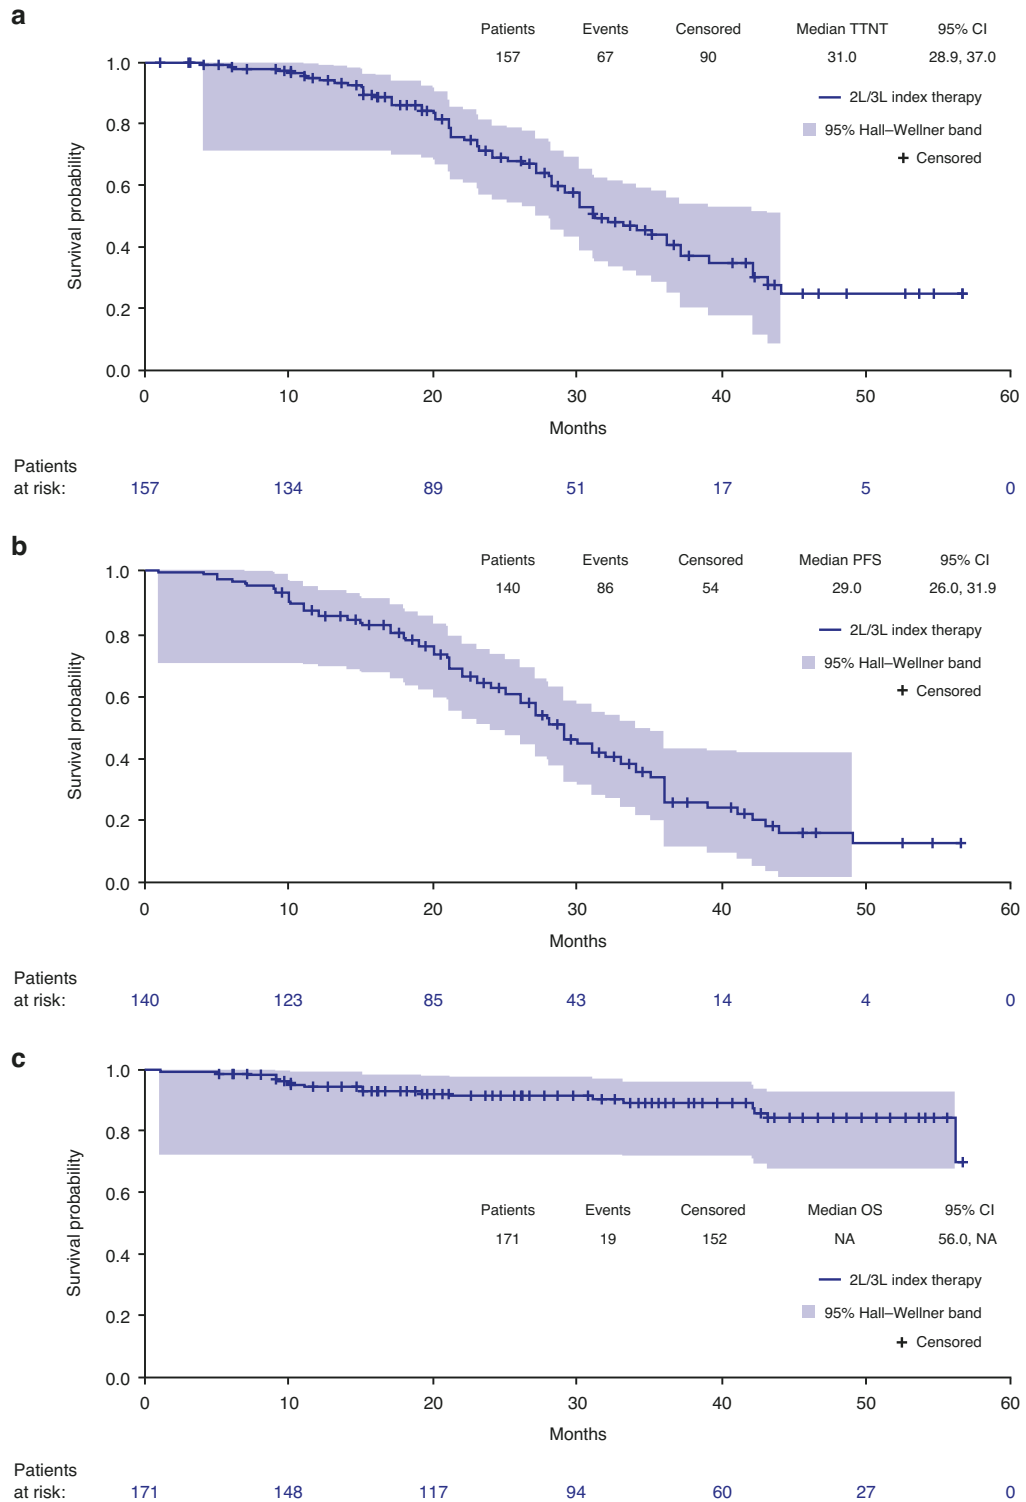 a
Patients Events Censored Median TTNT 95% CI
157 67 90 31.0 28.9, 37.0
2L/3L index therapy
95% Hall–Wellner band
+ Censored
Survival probability
1.0
0.8
0.6
0.4
0.2
0.0
0 10 20 30 40 50 60
Months
Patients
at risk: 157 134 89 51 17 5 0
b
Patients Events Censored Median PFS 95% CI
140 86 54 29.0 26.0, 31.9
2L/3L index therapy
95% Hall–Wellner band
+ Censored
Survival probability
1.0
0.8
0.6
0.4
0.2
0.0
0 10 20 30 40 50 60
Months
Patients
at risk: 140 123 85 43 14 4 0
c
Survival probability
1.0
0.8
0.6
0.4
0.2
0.0
Patients Events Censored Median OS 95% CI
171 19 152 NA 56.0, NA
2L/3L index therapy
95% Hall–Wellner band
+ Censored
0 10 20 30 40 50 60
Months
Patients
at risk: 171 148 117 94 60 27 0